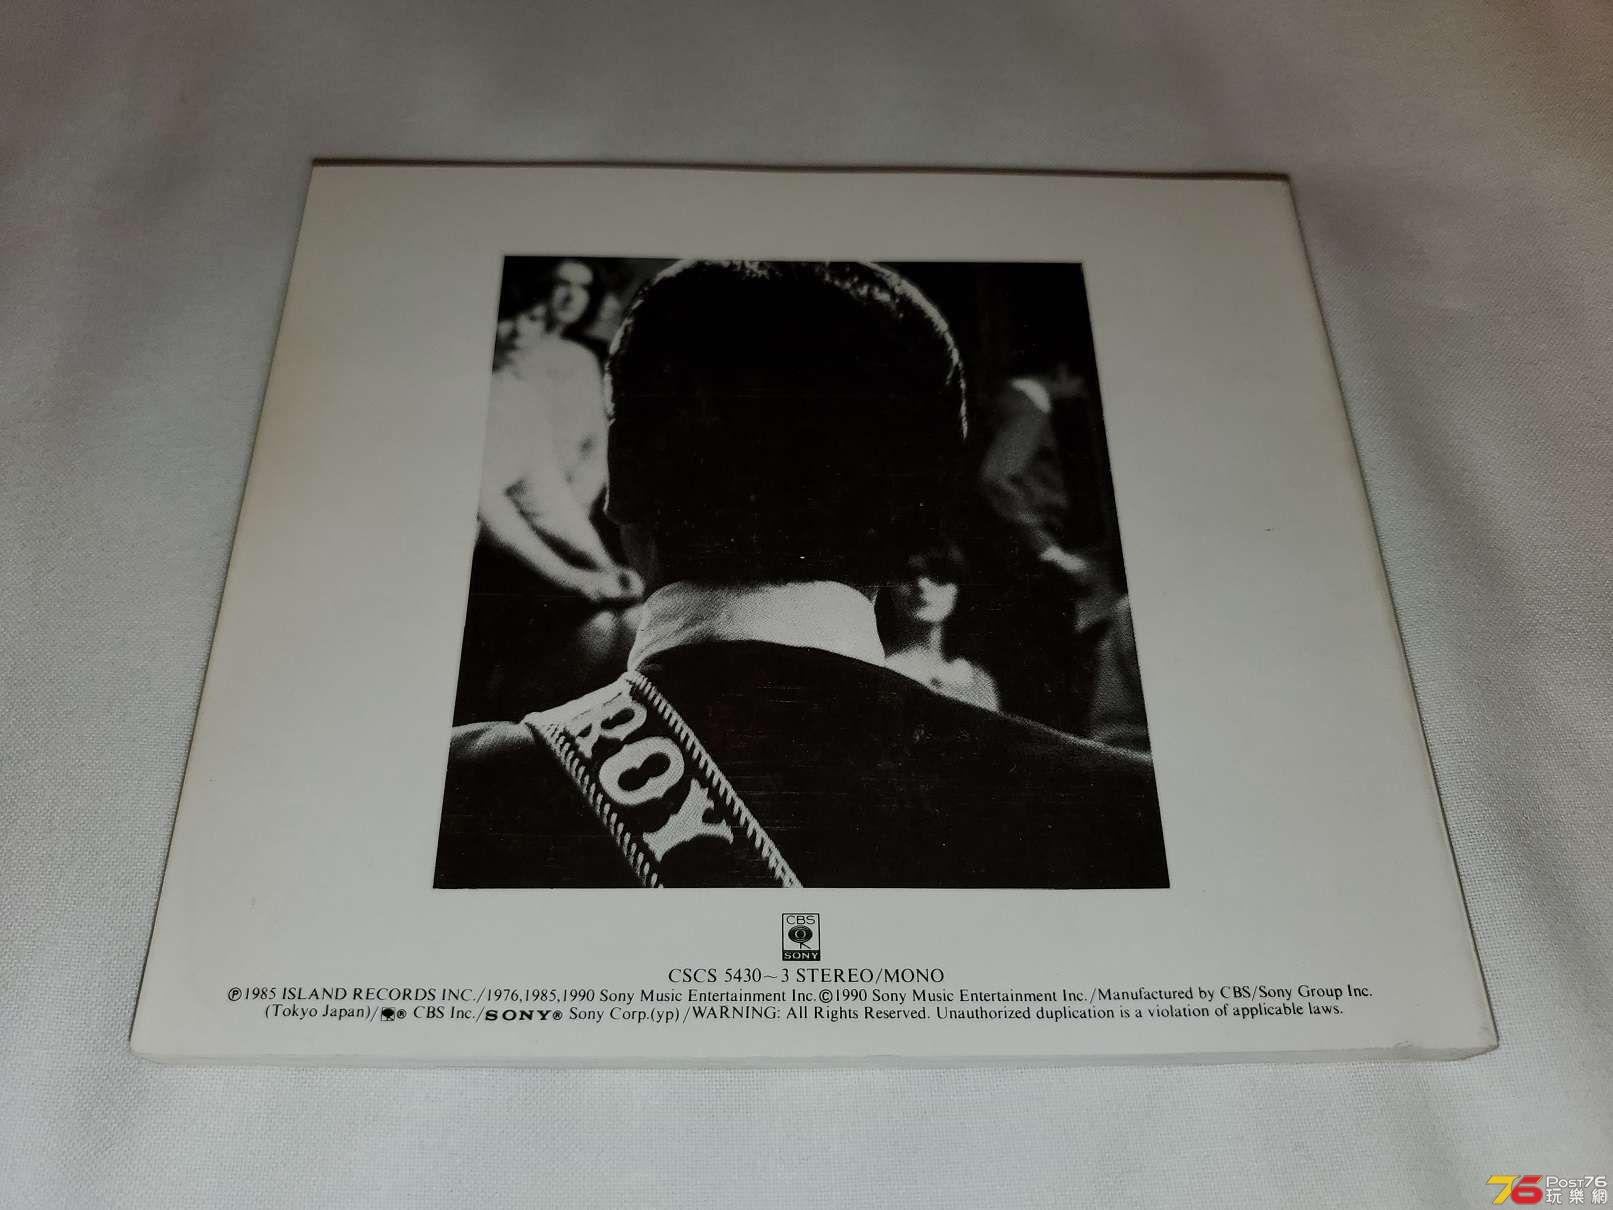 ROY
CBS
SONY
CSCS 5430~3 STEREO/MONO
℗1985 ISLAND RECORDS INC./1976,1985,1990 Sony Music Entertainment Inc.©1990 Sony Music Entertainment Inc./Manufactured by CBS/Sony Group Inc.
(Tokyo Japan)/® CBS Inc./SONY® Sony Corp.(yp)/WARNING: All Rights Reserved. Unauthorized duplication is a violation of applicable laws.
76 Post76
玩樂網